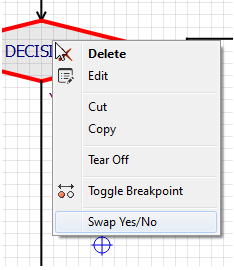 DECISI
Delete
Edit
Cut
Copy
Tear Off
Toggle Breakpoint
Swap Yes/No